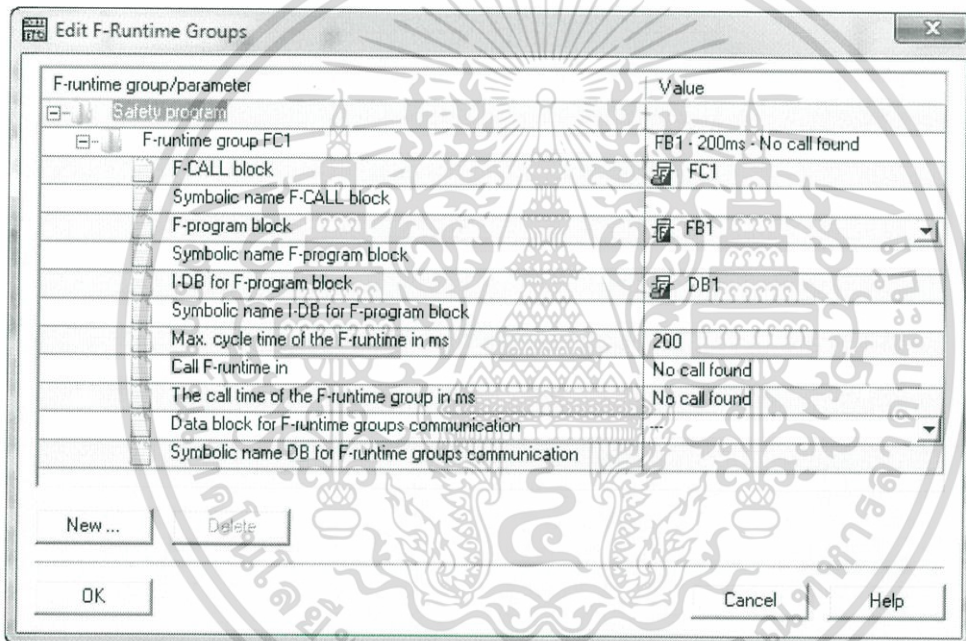 Edit F-Runtime Groups
F-runtime group/parameter Value
Safety program
F-runtime group FC1 FB1 - 200ms - No call found
F-CALL block FC1
Symbolic name F-CALL block
F-program block FB1
Symbolic name F-program block
I-DB for F-program block DB1
Symbolic name I-DB for F-program block
Max. cycle time of the F-runtime in ms 200
Call F-runtime in No call found
The call time of the F-runtime group in ms No call found
Data block for F-runtime groups communication ---
Symbolic name DB for F-runtime groups communication
New ... Delete
OK Cancel Help